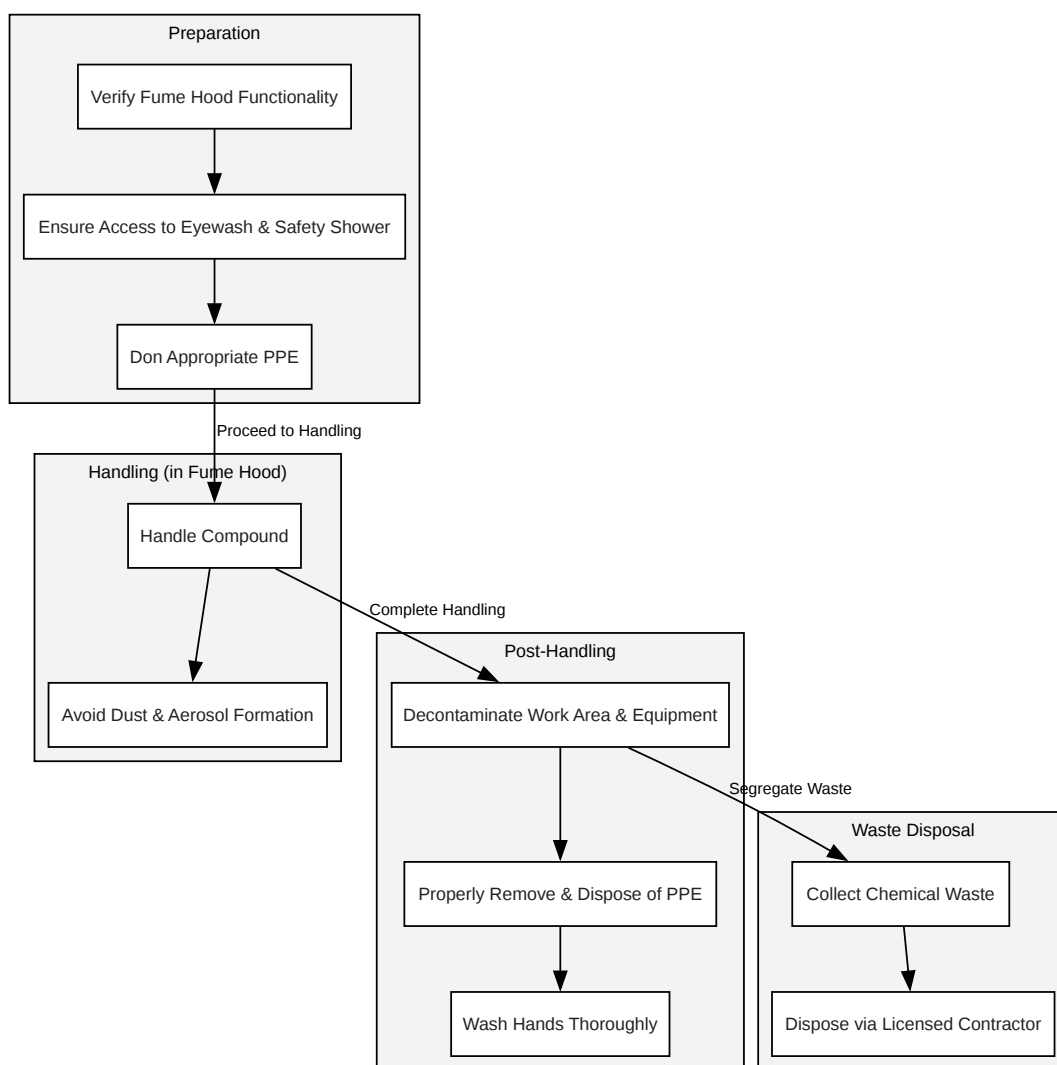 Preparation
Verify Fume Hood Functionality
Ensure Access to Eyewash & Safety Shower
Don Appropriate PPE
Proceed to Handling
Handling (in Fume Hood)
Handle Compound
Complete Handling
Avoid Dust & Aerosol Formation
Post-Handling
Decontaminate Work Area & Equipment
Segregate Waste
Properly Remove & Dispose of PPE
Wash Hands Thoroughly
Waste Disposal
Collect Chemical Waste
Dispose via Licensed Contractor